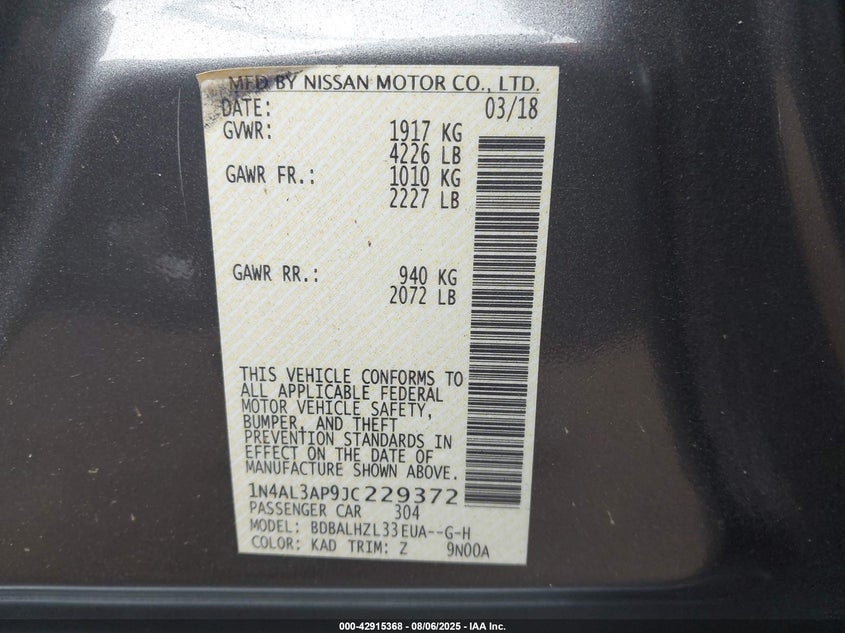 MFD BY NISSAN MOTOR CO., LTD.
DATE: 03/18
GVWR: 1917 KG
4226 LB
GAWR FR.: 1010 KG
2227 LB
GAWR RR.: 940 KG
2072 LB
THIS VEHICLE CONFORMS TO
ALL APPLICABLE FEDERAL
MOTOR VEHICLE SAFETY,
BUMPER, AND THEFT
PREVENTION STANDARDS IN
EFFECT ON THE DATE OF
MANUFACTURE SHOWN ABOVE.
1N4AL3AP9JC229372
PASSENGER CAR 304
MODEL: BDBALHZL33EUA--G-H
COLOR: KAD TRIM: Z 9N00A
000-42915368 - 08/06/2025 - IAA Inc.